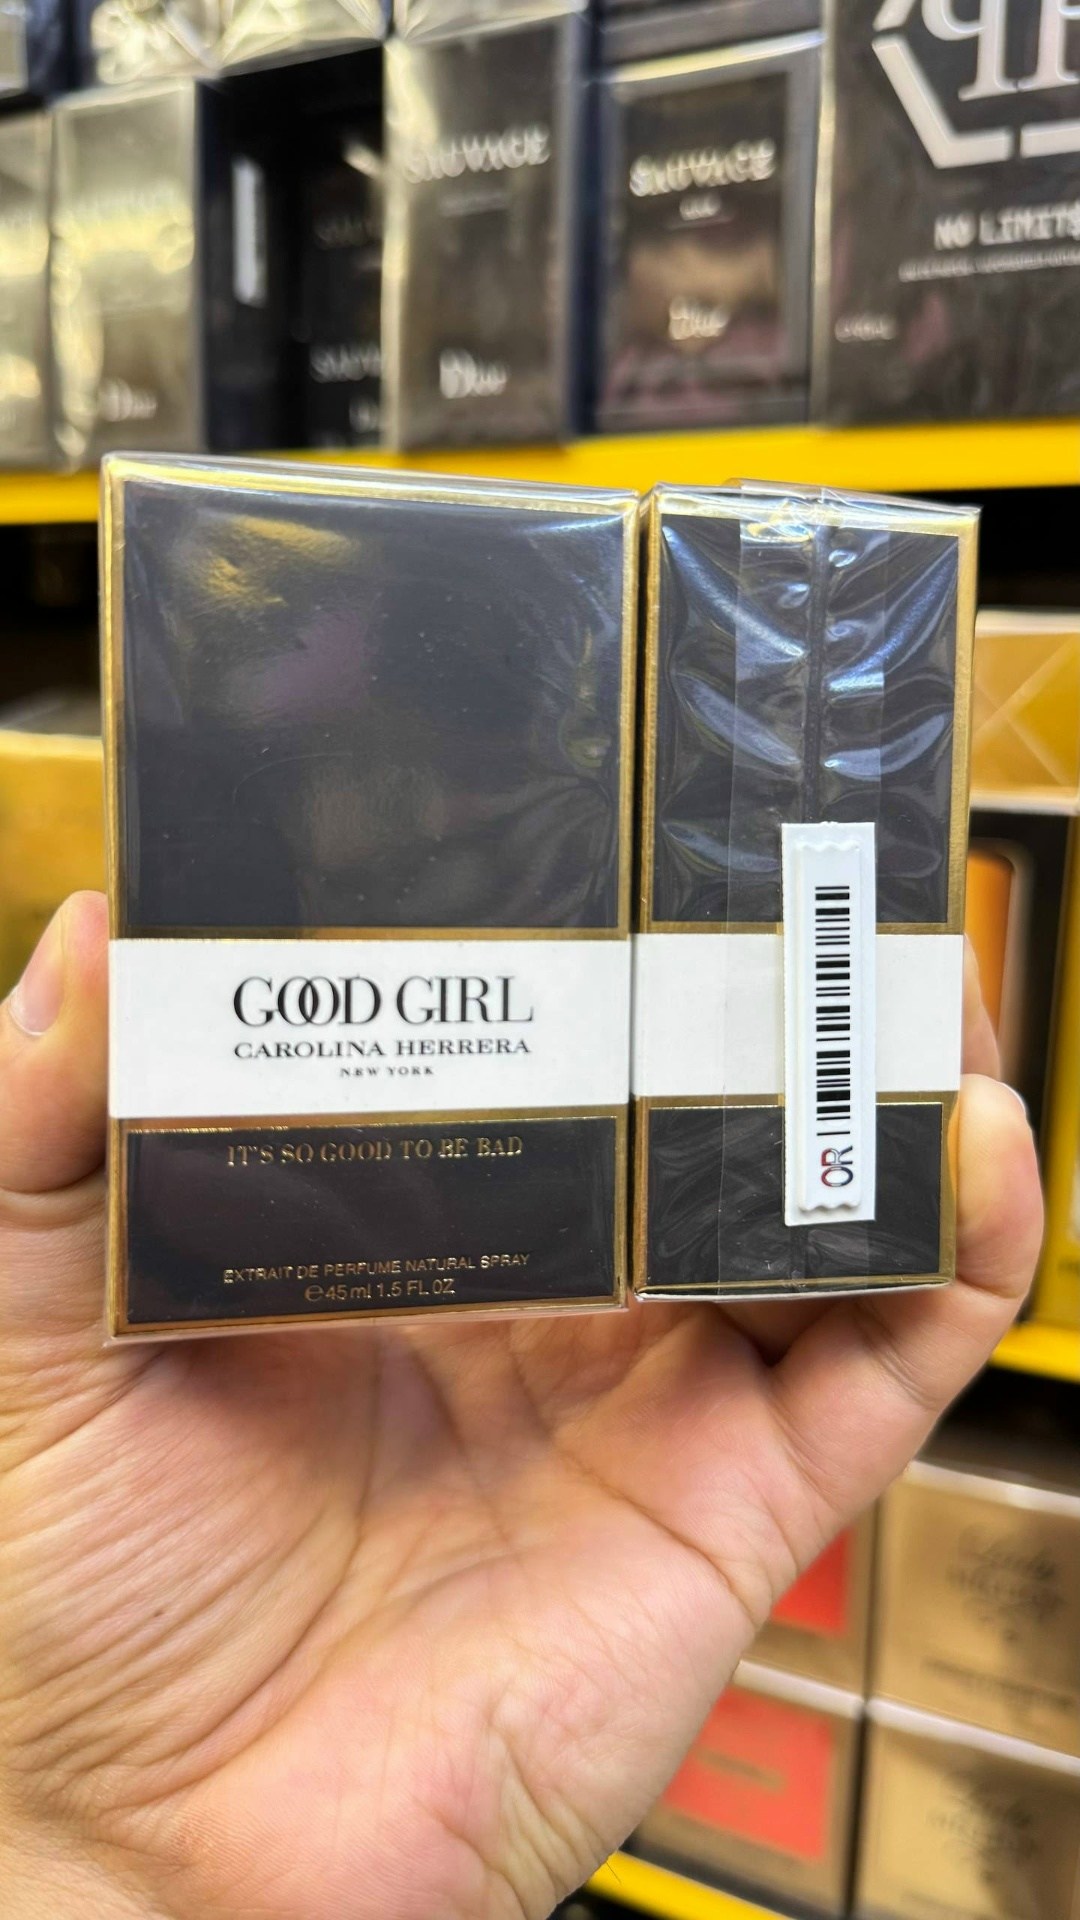 SAUVAGE
Dior
SAUVAGE
Dior
NO LIMITS
Dior
GOOD GIRL
CAROLINA HERRERA
NEW YORK
IT'S SO GOOD TO BE BAD
EXTRAIT DE PERFUME NATURAL SPRAY
℮45ml 1.5 FL OZ
OR